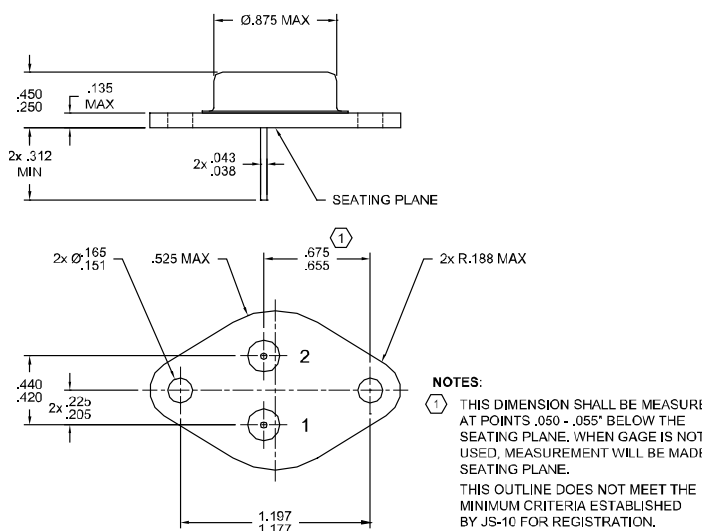 Ø.875 MAX
.450
.250
.135
MAX
2x .312
MIN
2x .043
.038
SEATING PLANE
1
2x Ø.165
.151
.525 MAX
.675
.655
2x R.188 MAX
2
.440
.420
2x .225
.205
1
1.197
1.177
NOTES:
1 THIS DIMENSION SHALL BE MEASURE
AT POINTS .050 - .055" BELOW THE
SEATING PLANE. WHEN GAGE IS NOT
USED, MEASUREMENT WILL BE MADE
SEATING PLANE.
THIS OUTLINE DOES NOT MEET THE
MINIMUM CRITERIA ESTABLISHED
BY JS-10 FOR REGISTRATION.